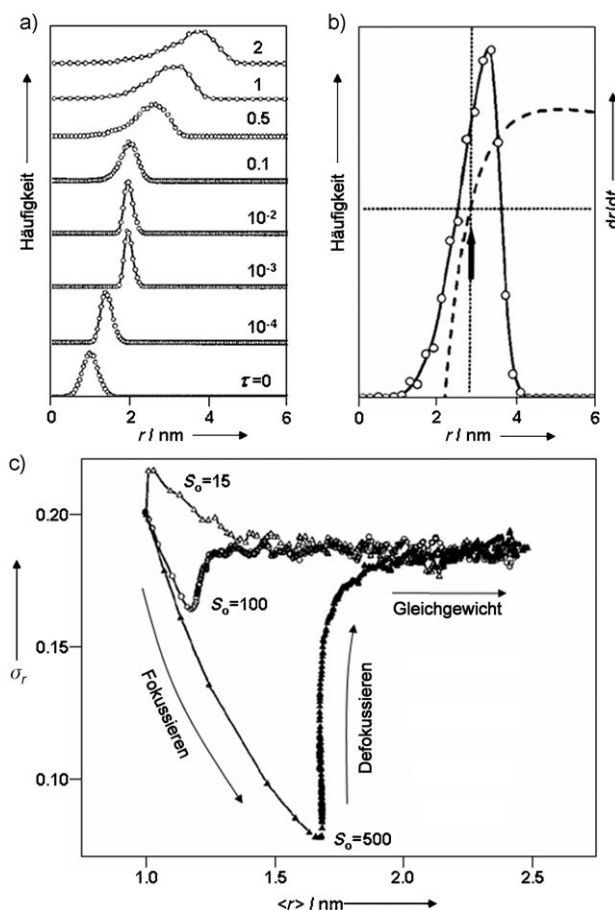 a)
Häufigkeit
2
1
0.5
0.1
10⁻²
10⁻³
10⁻⁴
τ=0
0 2 4 6
r / nm
b)
Häufigkeit
dr/dt
0 2 4 6
r / nm
c)
σᵣ
0.20
0.15
0.10
Sₒ=15
Sₒ=100
Sₒ=500
Fokussieren
Defokussieren
Gleichgewicht
1.0 1.5 2.0 2.5
<r> / nm